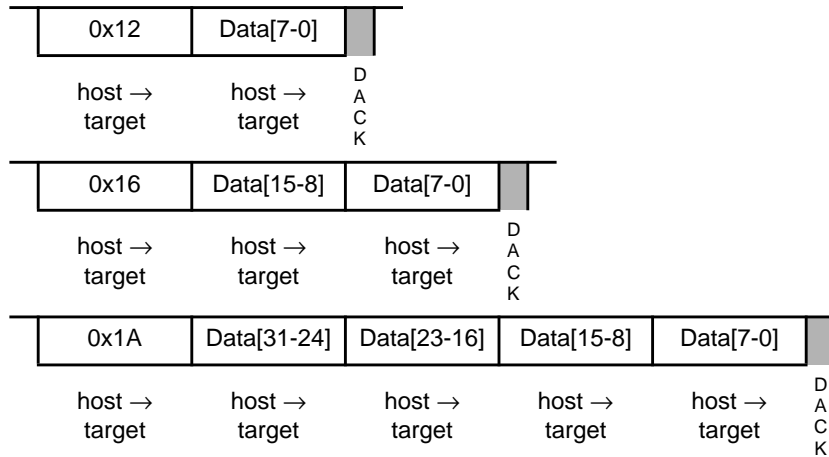 0x12 Data[7-0]
D
A
C
K
host → host →
target target
0x16 Data[15-8] Data[7-0]
D
A
C
K
host → host → host →
target target target
0x1A Data[31-24] Data[23-16] Data[15-8] Data[7-0]
D
A
C
K
host → host → host → host → host →
target target target target target